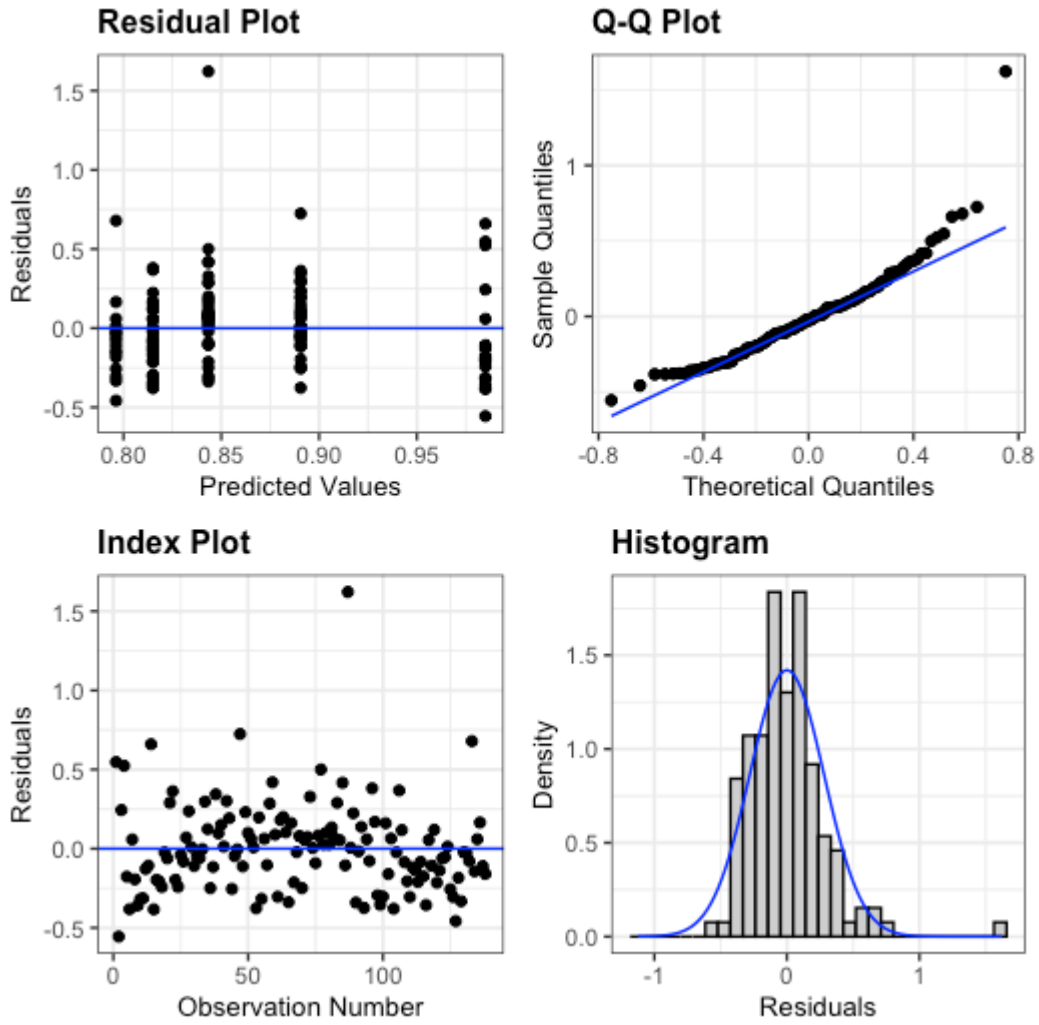 Residual Plot
Residuals
1.5
1.0
0.5
0.0
-0.5
0.80 0.85 0.90 0.95
Predicted Values
Q-Q Plot
Sample Quantiles
1
0
-0.8 -0.4 0.0 0.4 0.8
Theoretical Quantiles
Index Plot
Residuals
1.5
1.0
0.5
0.0
-0.5
0 50 100
Observation Number
Histogram
Density
1.5
1.0
0.5
0.0
-1 0 1
Residuals